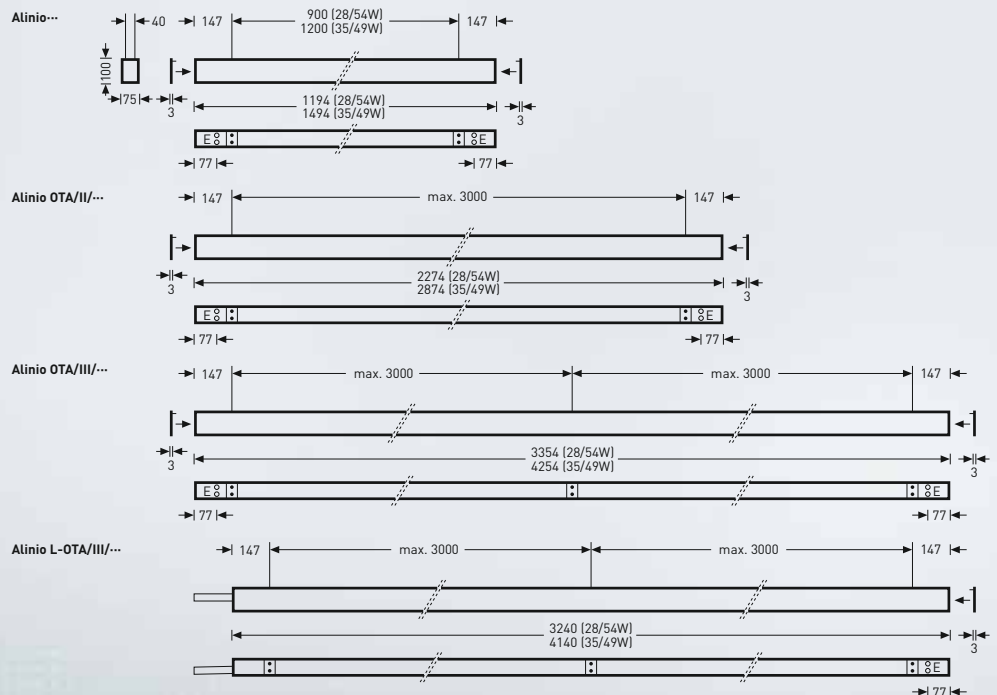 Alinio···
40
147
900 (28/54W)
1200 (35/49W)
147
100
75
3
1194 (28/54W)
1494 (35/49W)
3
E
E
77
77
Alinio OTA/II/···
147
max. 3000
147
3
2274 (28/54W)
2874 (35/49W)
3
E
E
77
77
Alinio OTA/III/···
147
max. 3000
max. 3000
147
3
3354 (28/54W)
4254 (35/49W)
3
E
E
77
77
Alinio L-OTA/III/···
147
max. 3000
max. 3000
147
3240 (28/54W)
4140 (35/49W)
3
E
77